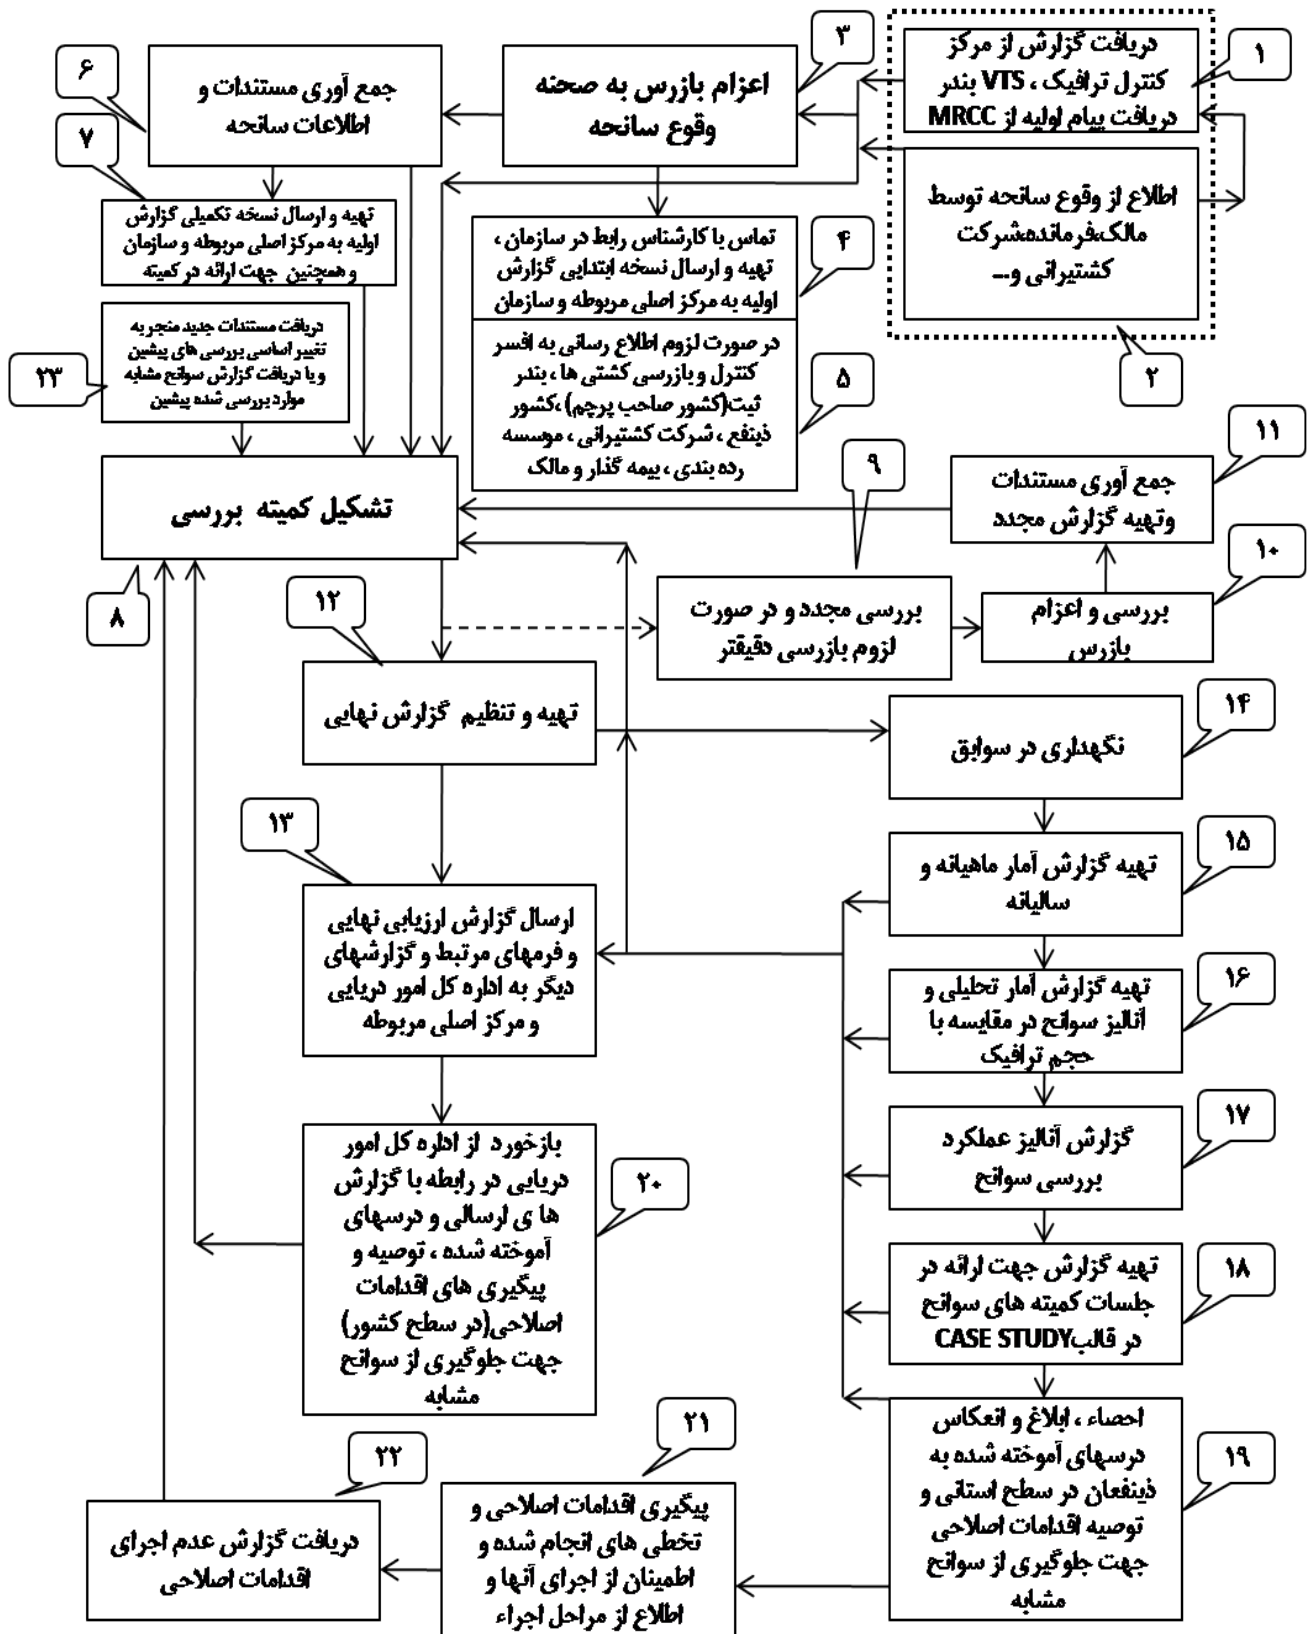 ۱
دریافت گزارش از مرکز
کنترل ترافیک ، VTS بندر
دریافت پیام اولیه از MRCC
۲
اطلاع از وقوع سانحه توسط
مالک،فرمانده،شرکت
کشتیرانی و...
۳
اعزام بازرس به صحنه
وقوع سانحه
۴
تماس با کارشناس رابط در سازمان ،
تهیه و ارسال نسخه ابتدایی گزارش
اولیه به مرکز اصلی مربوطه و سازمان
۵
در صورت لزوم اطلاع رسانی به افسر
کنترل و بازرسی کشتی ها ، بندر
ثبت(کشور صاحب پرچم) ،کشور
ذینفع ، شرکت کشتیرانی ، موسسه
رده بندی ، بیمه گذار و مالک
۶
جمع آوری مستندات و
اطلاعات سانحه
۷
تهیه و ارسال نسخه تکمیلی گزارش
اولیه به مرکز اصلی مربوطه و سازمان
و همچنین جهت ارائه در کمیته
۲۳
دریافت مستندات جدید منجر به
تغییر اساسی بررسی های پیشین
و یا دریافت گزارش سوانح مشابه
موارد بررسی شده پیشین
۸
تشکیل کمیته بررسی
۹
بررسی مجدد و در صورت
لزوم بازرسی دقیقتر
۱۰
بررسی و اعزام
بازرس
۱۱
جمع آوری مستندات
وتهیه گزارش مجدد
۱۲
تهیه و تنظیم گزارش نهایی
۱۳
ارسال گزارش ارزیابی نهایی
و فرمهای مرتبط و گزارشهای
دیگر به اداره کل امور دریایی
و مرکز اصلی مربوطه
۱۴
نگهداری در سوابق
۱۵
تهیه گزارش آمار ماهیانه و
سالیانه
۱۶
تهیه گزارش آمار تحلیلی و
آنالیز سوانح در مقایسه با
حجم ترافیک
۱۷
گزارش آنالیز عملکرد
بررسی سوانح
۱۸
تهیه گزارش جهت ارائه در
جلسات کمیته های سوانح
در قالبCASE STUDY
۱۹
احصاء ، ابلاغ و انعکاس
درسهای آموخته شده به
ذینفعان در سطح استانی و
توصیه اقدامات اصلاحی
جهت جلوگیری از سوانح
مشابه
۲۰
بازخورد از اداره کل امور
دریایی در رابطه با گزارش
ها ی ارسالی و درسهای
آموخته شده ، توصیه و
پیگیری های اقدامات
اصلاحی(در سطح کشور)
جهت جلوگیری از سوانح
مشابه
۲۱
پیگیری اقدامات اصلاحی و
تخطی های انجام شده و
اطمینان از اجرای آنها و
اطلاع از مراحل اجراء
۲۲
دریافت گزارش عدم اجرای
اقدامات اصلاحی